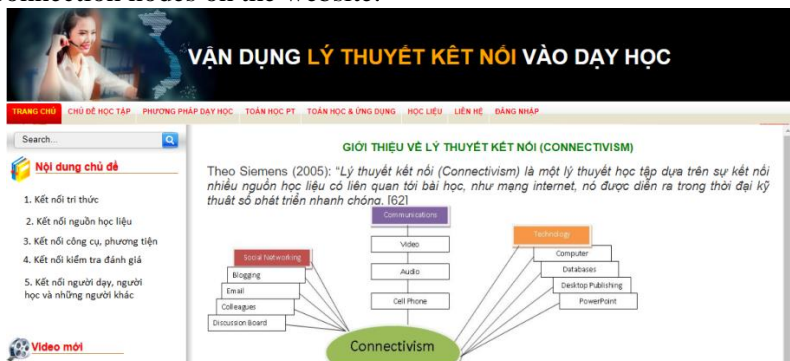 connection nodes on the website.
VẬN DỤNG LÝ THUYẾT KẾT NỐI VÀO DẠY HỌC
TRANG CHỦ CHỦ ĐỀ HỌC TẬP PHƯƠNG PHÁP DẠY HỌC TOÁN HỌC PT TOÁN HỌC & ỨNG DỤNG HỌC LIỆU LIÊN HỆ ĐĂNG NHẬP
Search...
Nội dung chủ đề
1. Kết nối tri thức
2. Kết nối nguồn học liệu
3. Kết nối công cụ, phương tiện
4. Kết nối kiểm tra đánh giá
5. Kết nối người dạy, người
học và những người khác
Video mới
GIỚI THIỆU VỀ LÝ THUYẾT KẾT NỐI (CONNECTIVISM)
Theo Siemens (2005): "Lý thuyết kết nối (Connectivism) là một lý thuyết học tập dựa trên sự kết nối
nhiều nguồn học liệu có liên quan tới bài học, như mạng internet, nó được diễn ra trong thời đại kỹ
thuật số phát triển nhanh chóng. [62]
Communications
Video
Audio
Cell Phone
Social Networking
Blogging
Email
Colleagues
Discussion Board
Technology
Computer
Databases
Desktop Publishing
PowerPoint
Connectivism